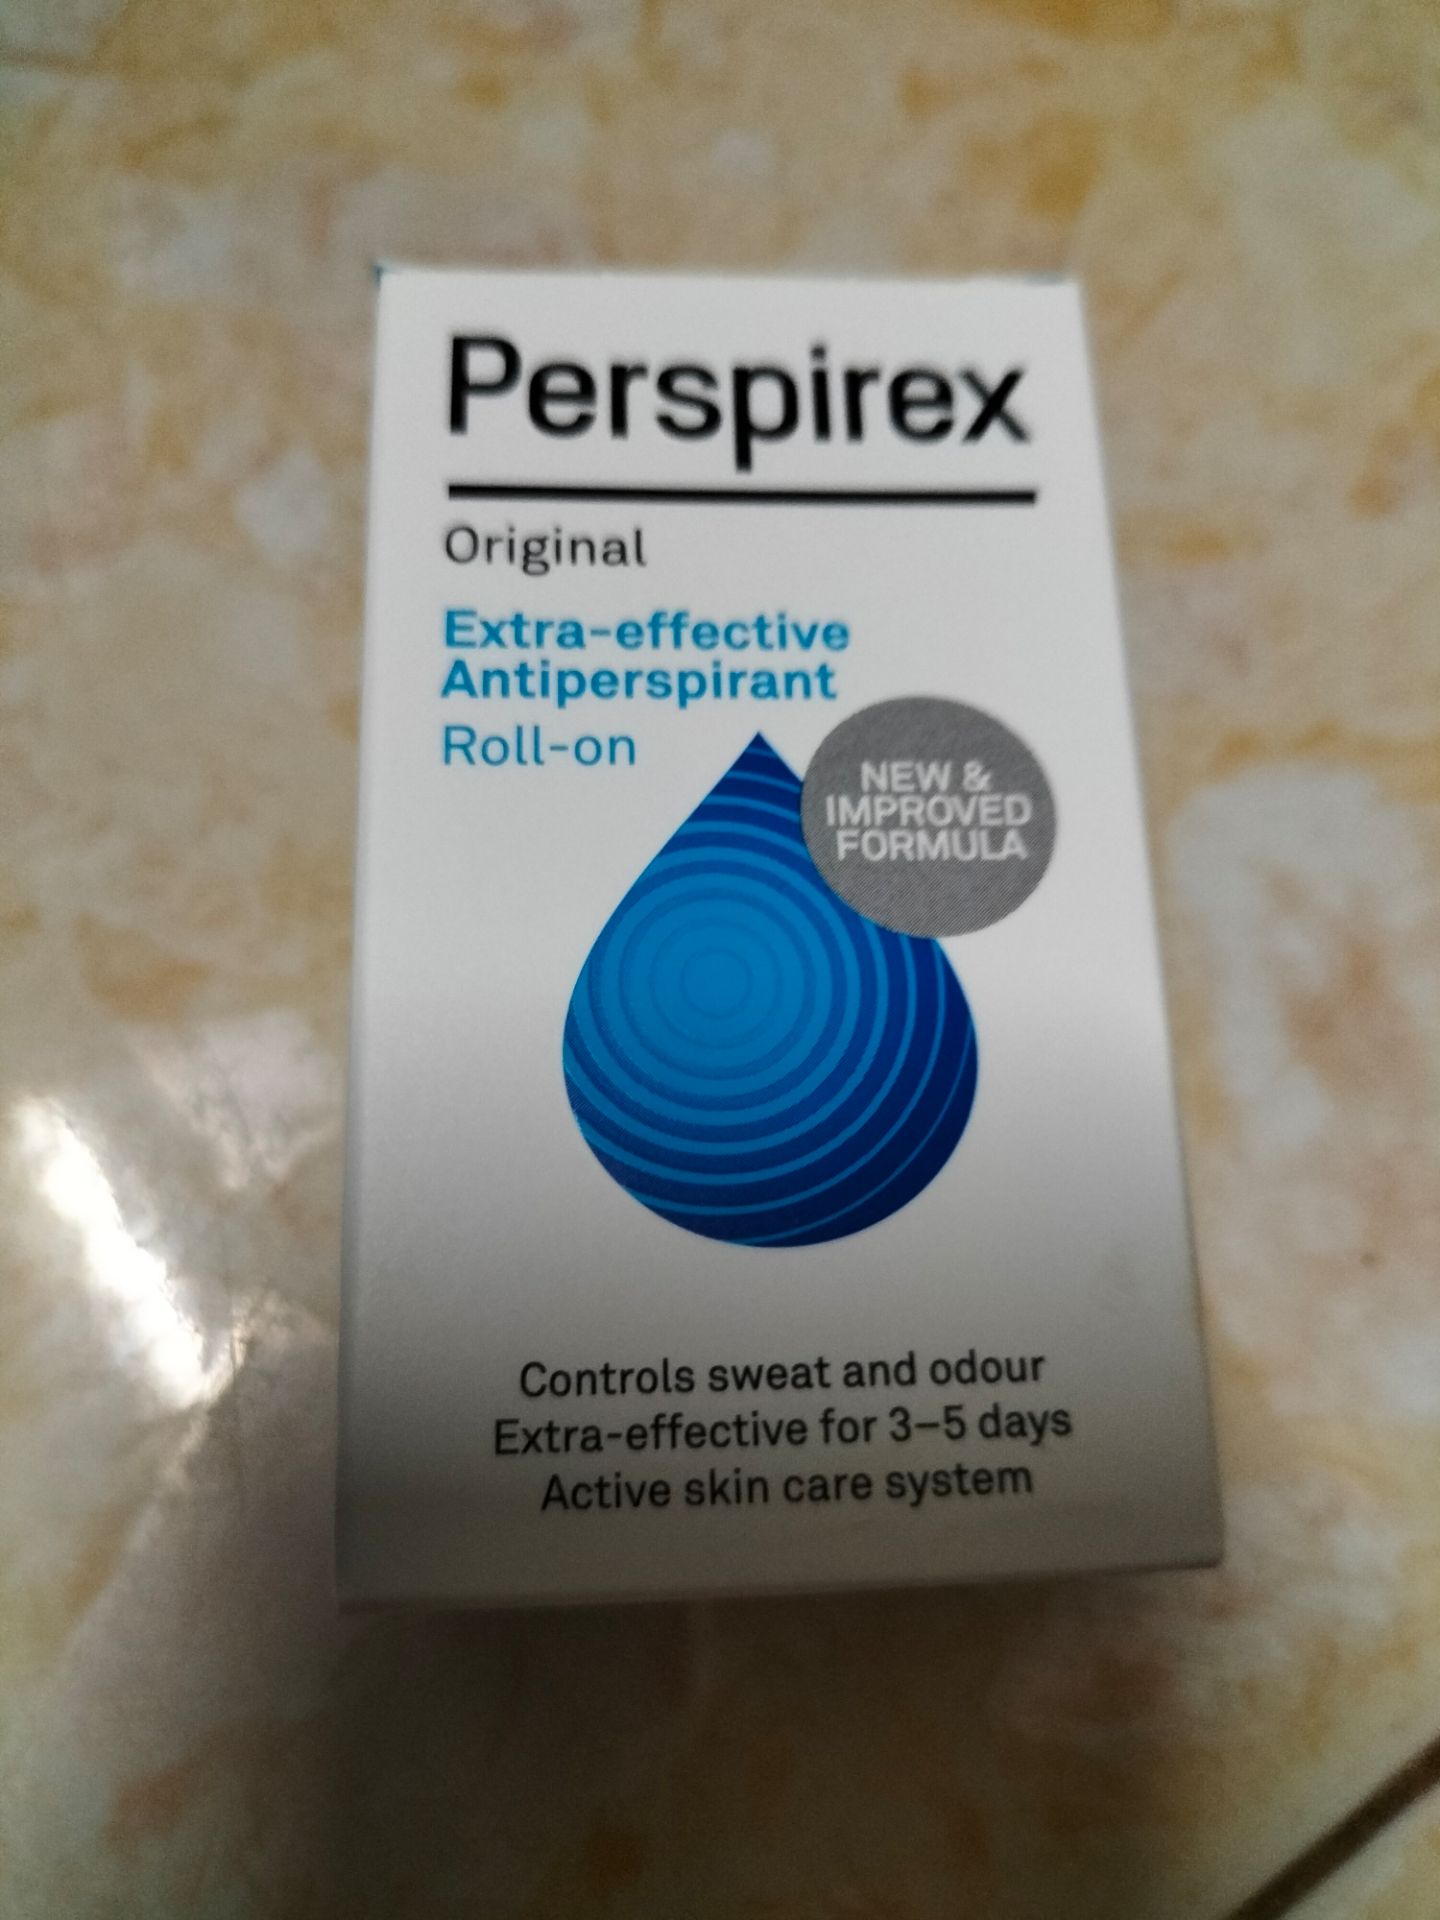 Perspirex
Original
Extra-effective
Antiperspirant
Roll-on
NEW &
IMPROVED
FORMULA
Controls sweat and odour
Extra-effective for 3–5 days
Active skin care system